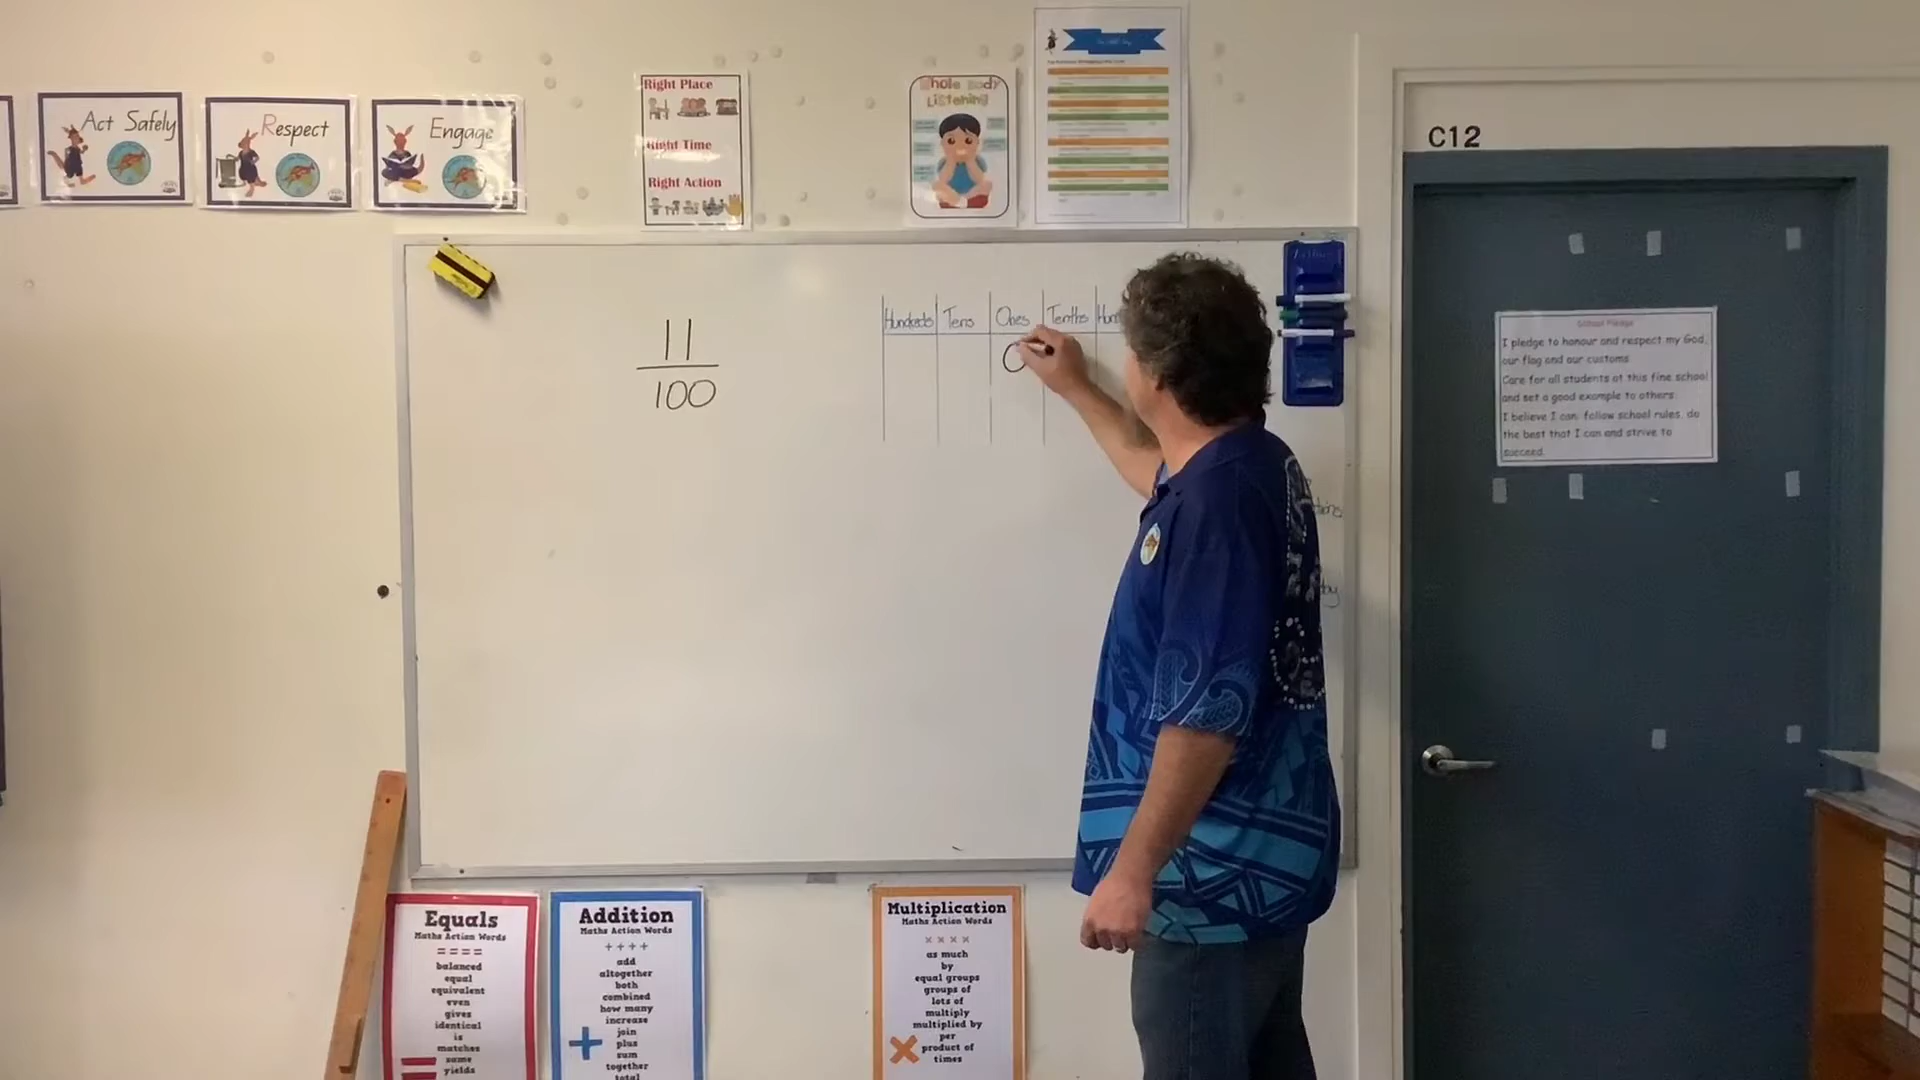 Act Safely
Respect
Engage
Right Place
Right Time
Right Action
Whole Body
Listening
C12
11
100
Hundreds Tens Ones Tenths
0
School Pledge
I pledge to honour and respect my God,
our flag and our customs
Care for all students at this fine school
and set a good example to others.
I believe I can follow school rules, do
the best that I can and strive to
succeed.
Equals
Maths Action Words
= = = =
balanced
equal
equivalent
even
gives
identical
is
matches
same
yields
=
Addition
Maths Action Words
+ + + +
add
altogether
both
combined
how many
increase
join
plus
sum
together
total
+
Multiplication
Maths Action Words
× × × ×
as much
by
equal groups
groups of
lots of
multiply
multiplied by
per
product of
times
×